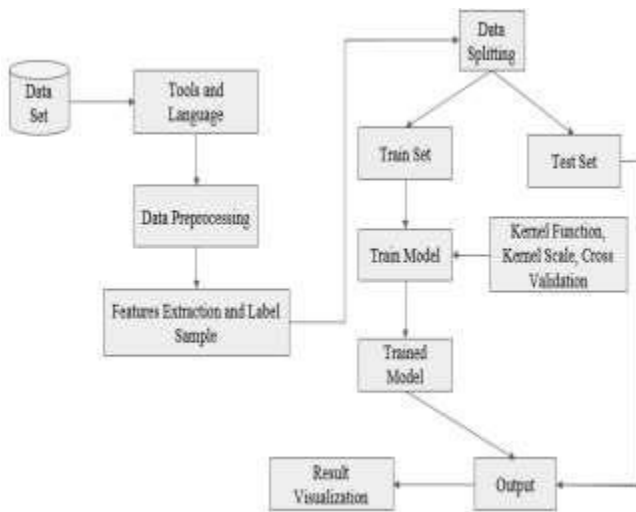 Data
Set
Tools and
Language
Data Preprocessing
Features Extraction and Label
Sample
Data
Splitting
Train Set
Test Set
Train Model
Kernel Function,
Kernel Scale, Cross
Validation
Trained
Model
Output
Result
Visualization